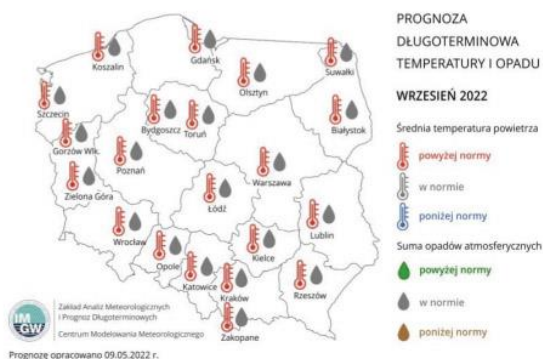 PROGNOZA
DŁUGOTERMINOWA
TEMPERATURY I OPADU
WRZESIEŃ 2022
Średnia temperatura powietrza
powyżej normy
w normie
poniżej normy
Suma opadów atmosferycznych
powyżej normy
w normie
poniżej normy
Koszalin
Gdańsk
Suwałki
Olsztyn
Szczecin
Bydgoszcz
Toruń
Białystok
Gorzów Wlk.
Poznań
Warszawa
Zielona Góra
Łódź
Wrocław
Lublin
Opole
Kielce
Katowice
Kraków
Rzeszów
Zakopane
IM
GW
Zakład Analiz Meteorologicznych
i Prognoz Długoterminowych
Centrum Modelowania Meteorologicznego
Prognozę opracowano 09.05.2022 r.